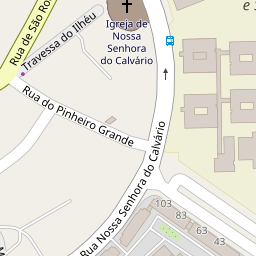 Igreja de
Nossa
Senhora
do Calvário
e S
Rua de São Ro
Travessa do Ilhéu
Rua do Pinheiro Grande
Rua Nossa Senhora do Calvário
103
83
63
43